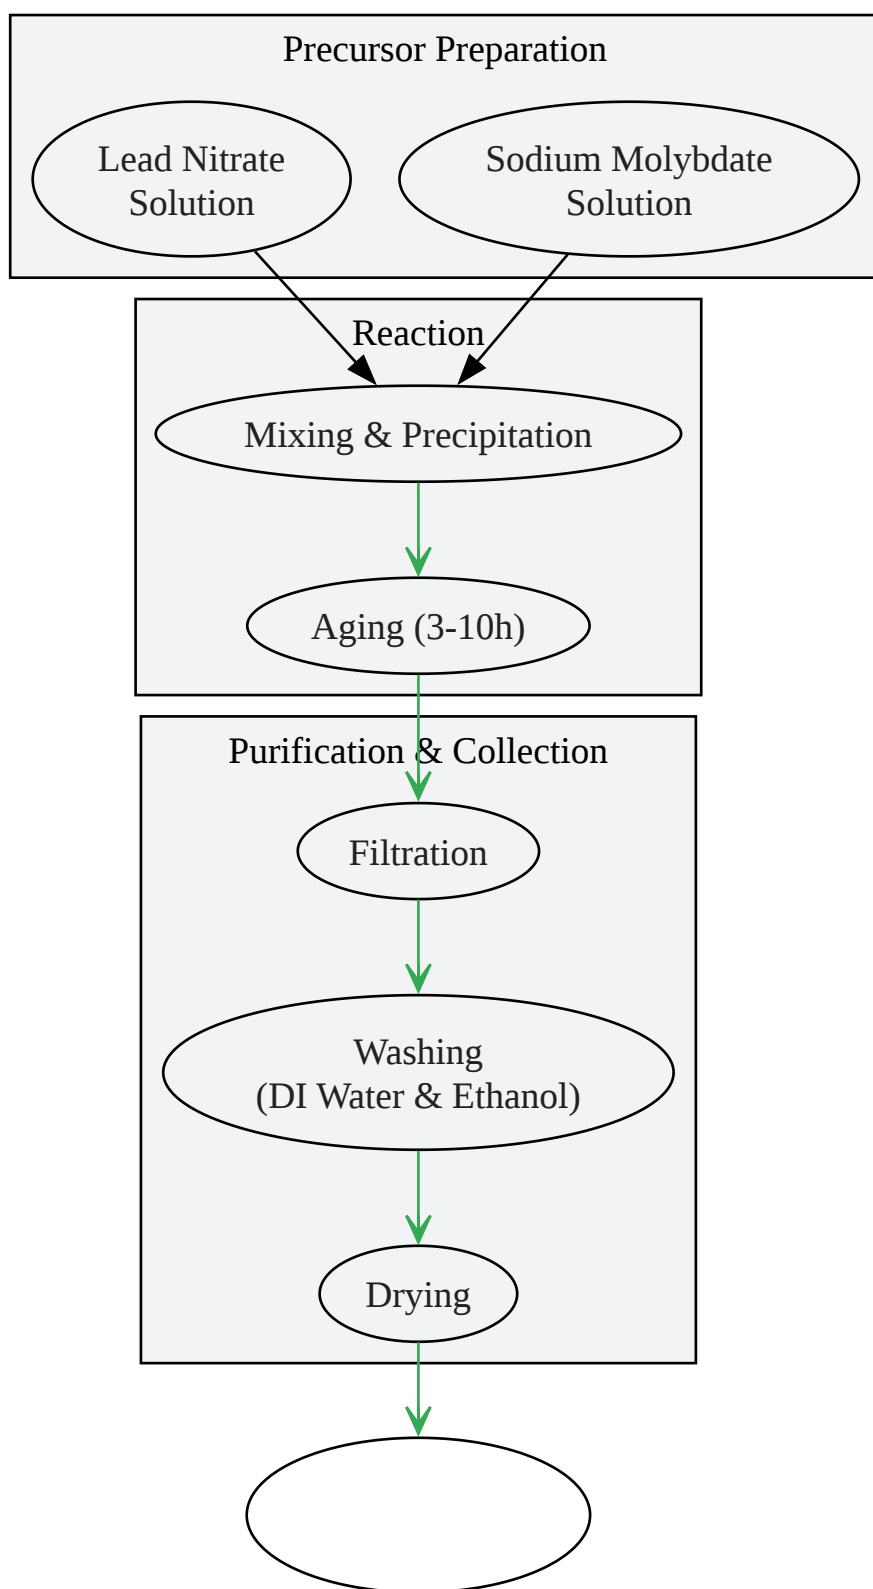 Precursor Preparation
Lead Nitrate
Solution
Sodium Molybdate
Solution
Reaction
Mixing & Precipitation
Aging (3-10h)
Purification & Collection
Filtration
Washing
(DI Water & Ethanol)
Drying